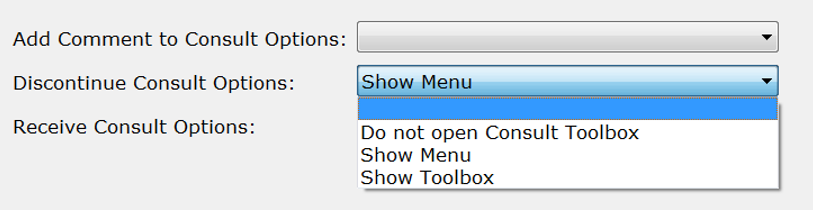 Add Comment to Consult Options:
Discontinue Consult Options: Show Menu
Receive Consult Options:
Do not open Consult Toolbox
Show Menu
Show Toolbox